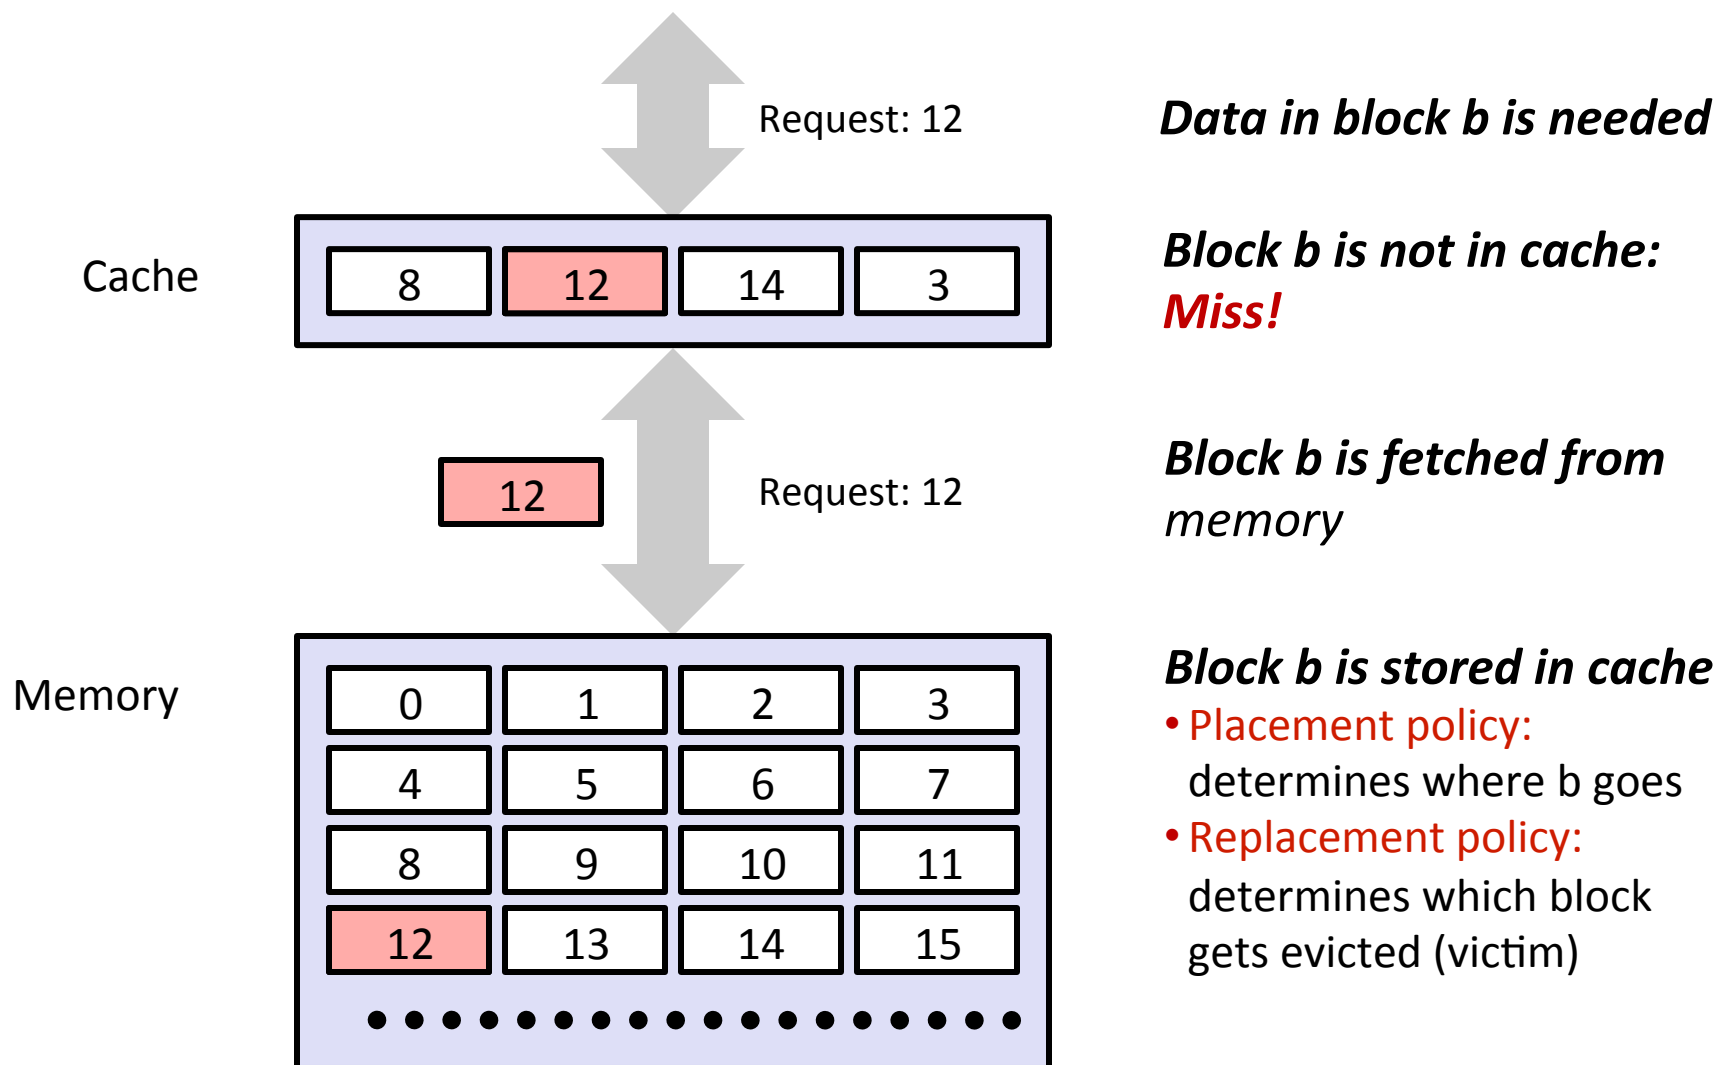 Request: 12
Data in block b is needed
Cache
8 12 14 3
Block b is not in cache:
Miss!
12
Request: 12
Block b is fetched from
memory
Memory
0 1 2 3
4 5 6 7
8 9 10 11
12 13 14 15
Block b is stored in cache
• Placement policy:
determines where b goes
• Replacement policy:
determines which block
gets evicted (victim)